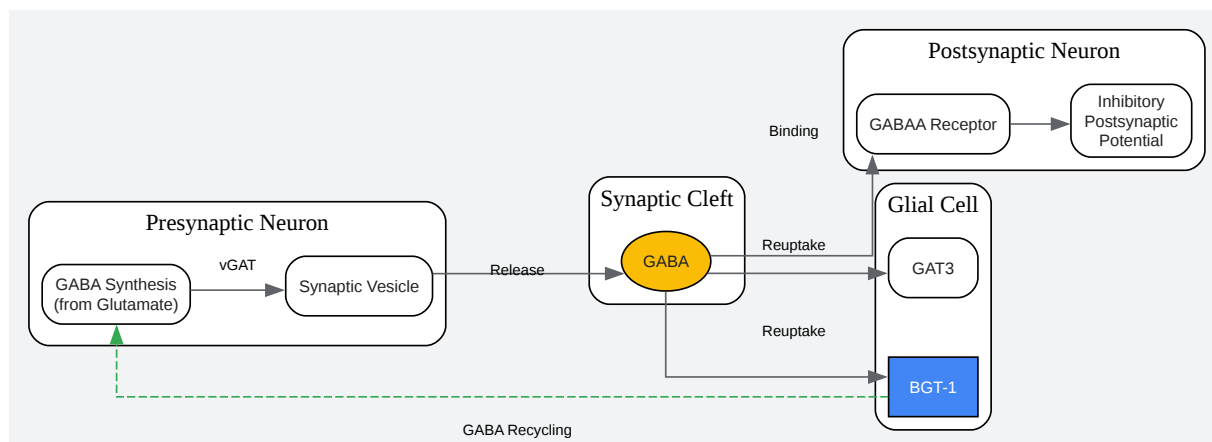 Postsynaptic Neuron
GABAA Receptor
Inhibitory
Postsynaptic
Potential
Binding
Synaptic Cleft
GABA
Glial Cell
Presynaptic Neuron
vGAT
GABA Synthesis
(from Glutamate)
Synaptic Vesicle
Release
Reuptake
GAT3
Reuptake
BGT-1
GABA Recycling